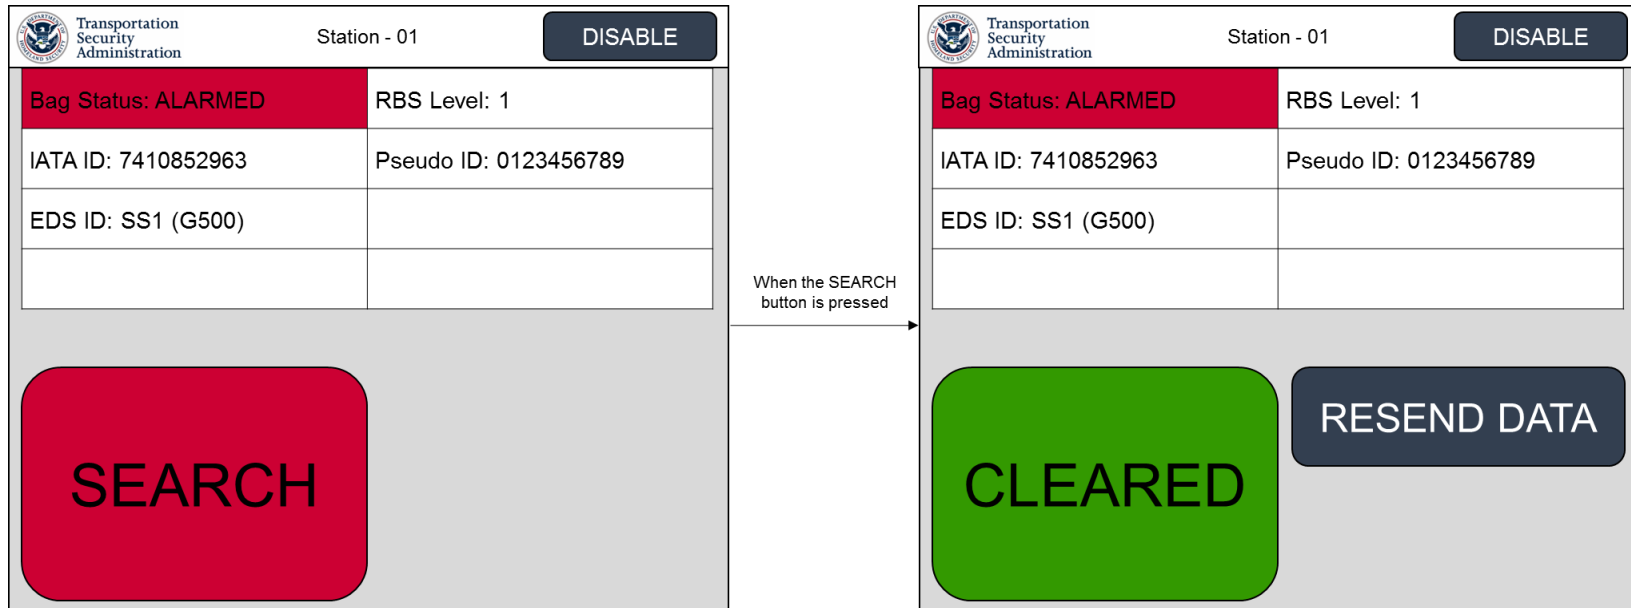 Transportation
Security
Administration
Station - 01
DISABLE
Bag Status: ALARMED
RBS Level: 1
IATA ID: 7410852963
Pseudo ID: 0123456789
EDS ID: SS1 (G500)
SEARCH
When the SEARCH
button is pressed
Transportation
Security
Administration
Station - 01
DISABLE
Bag Status: ALARMED
RBS Level: 1
IATA ID: 7410852963
Pseudo ID: 0123456789
EDS ID: SS1 (G500)
CLEARED
RESEND DATA